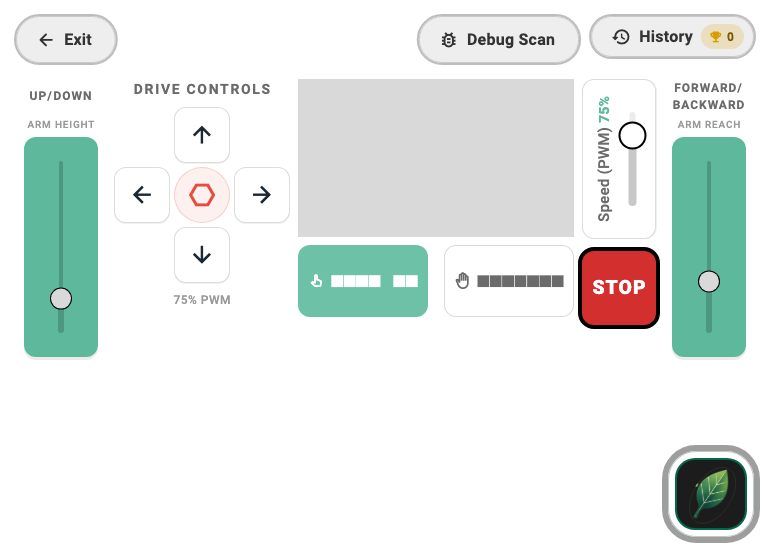 Exit
Debug Scan
History 0
UP/DOWN
ARM HEIGHT
DRIVE CONTROLS
75% PWM
Speed (PWM) 75%
STOP
FORWARD/
BACKWARD
ARM REACH